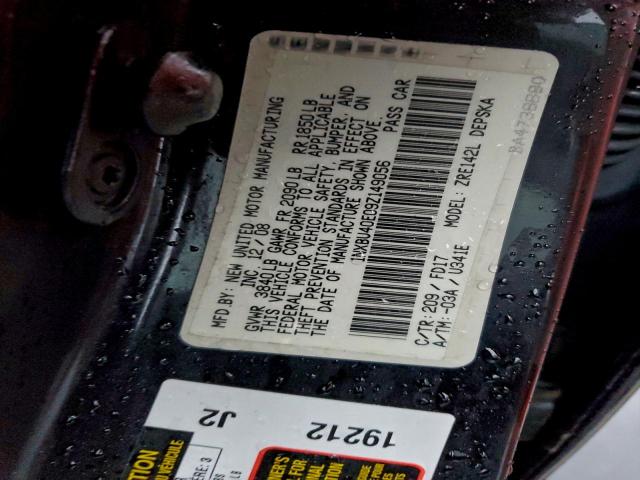 MFD BY: NEW UNITED MOTOR MANUFACTURING
INC. 12/08
GVWR 3840LB GAWR FR 2090LB RR 1850LB
THIS VEHICLE CONFORMS TO ALL APPLICABLE
FEDERAL MOTOR VEHICLE SAFETY, BUMPER, AND
THEFT PREVENTION STANDARDS IN EFFECT ON
THE DATE OF MANUFACTURE SHOWN ABOVE.
1NXBU40E09Z149056 PASS CAR
C/TR: 209 / FD17 MODEL: ZRE142L DEPSKA
A/TM: -03A / U341E
BA4736890
J2
19212